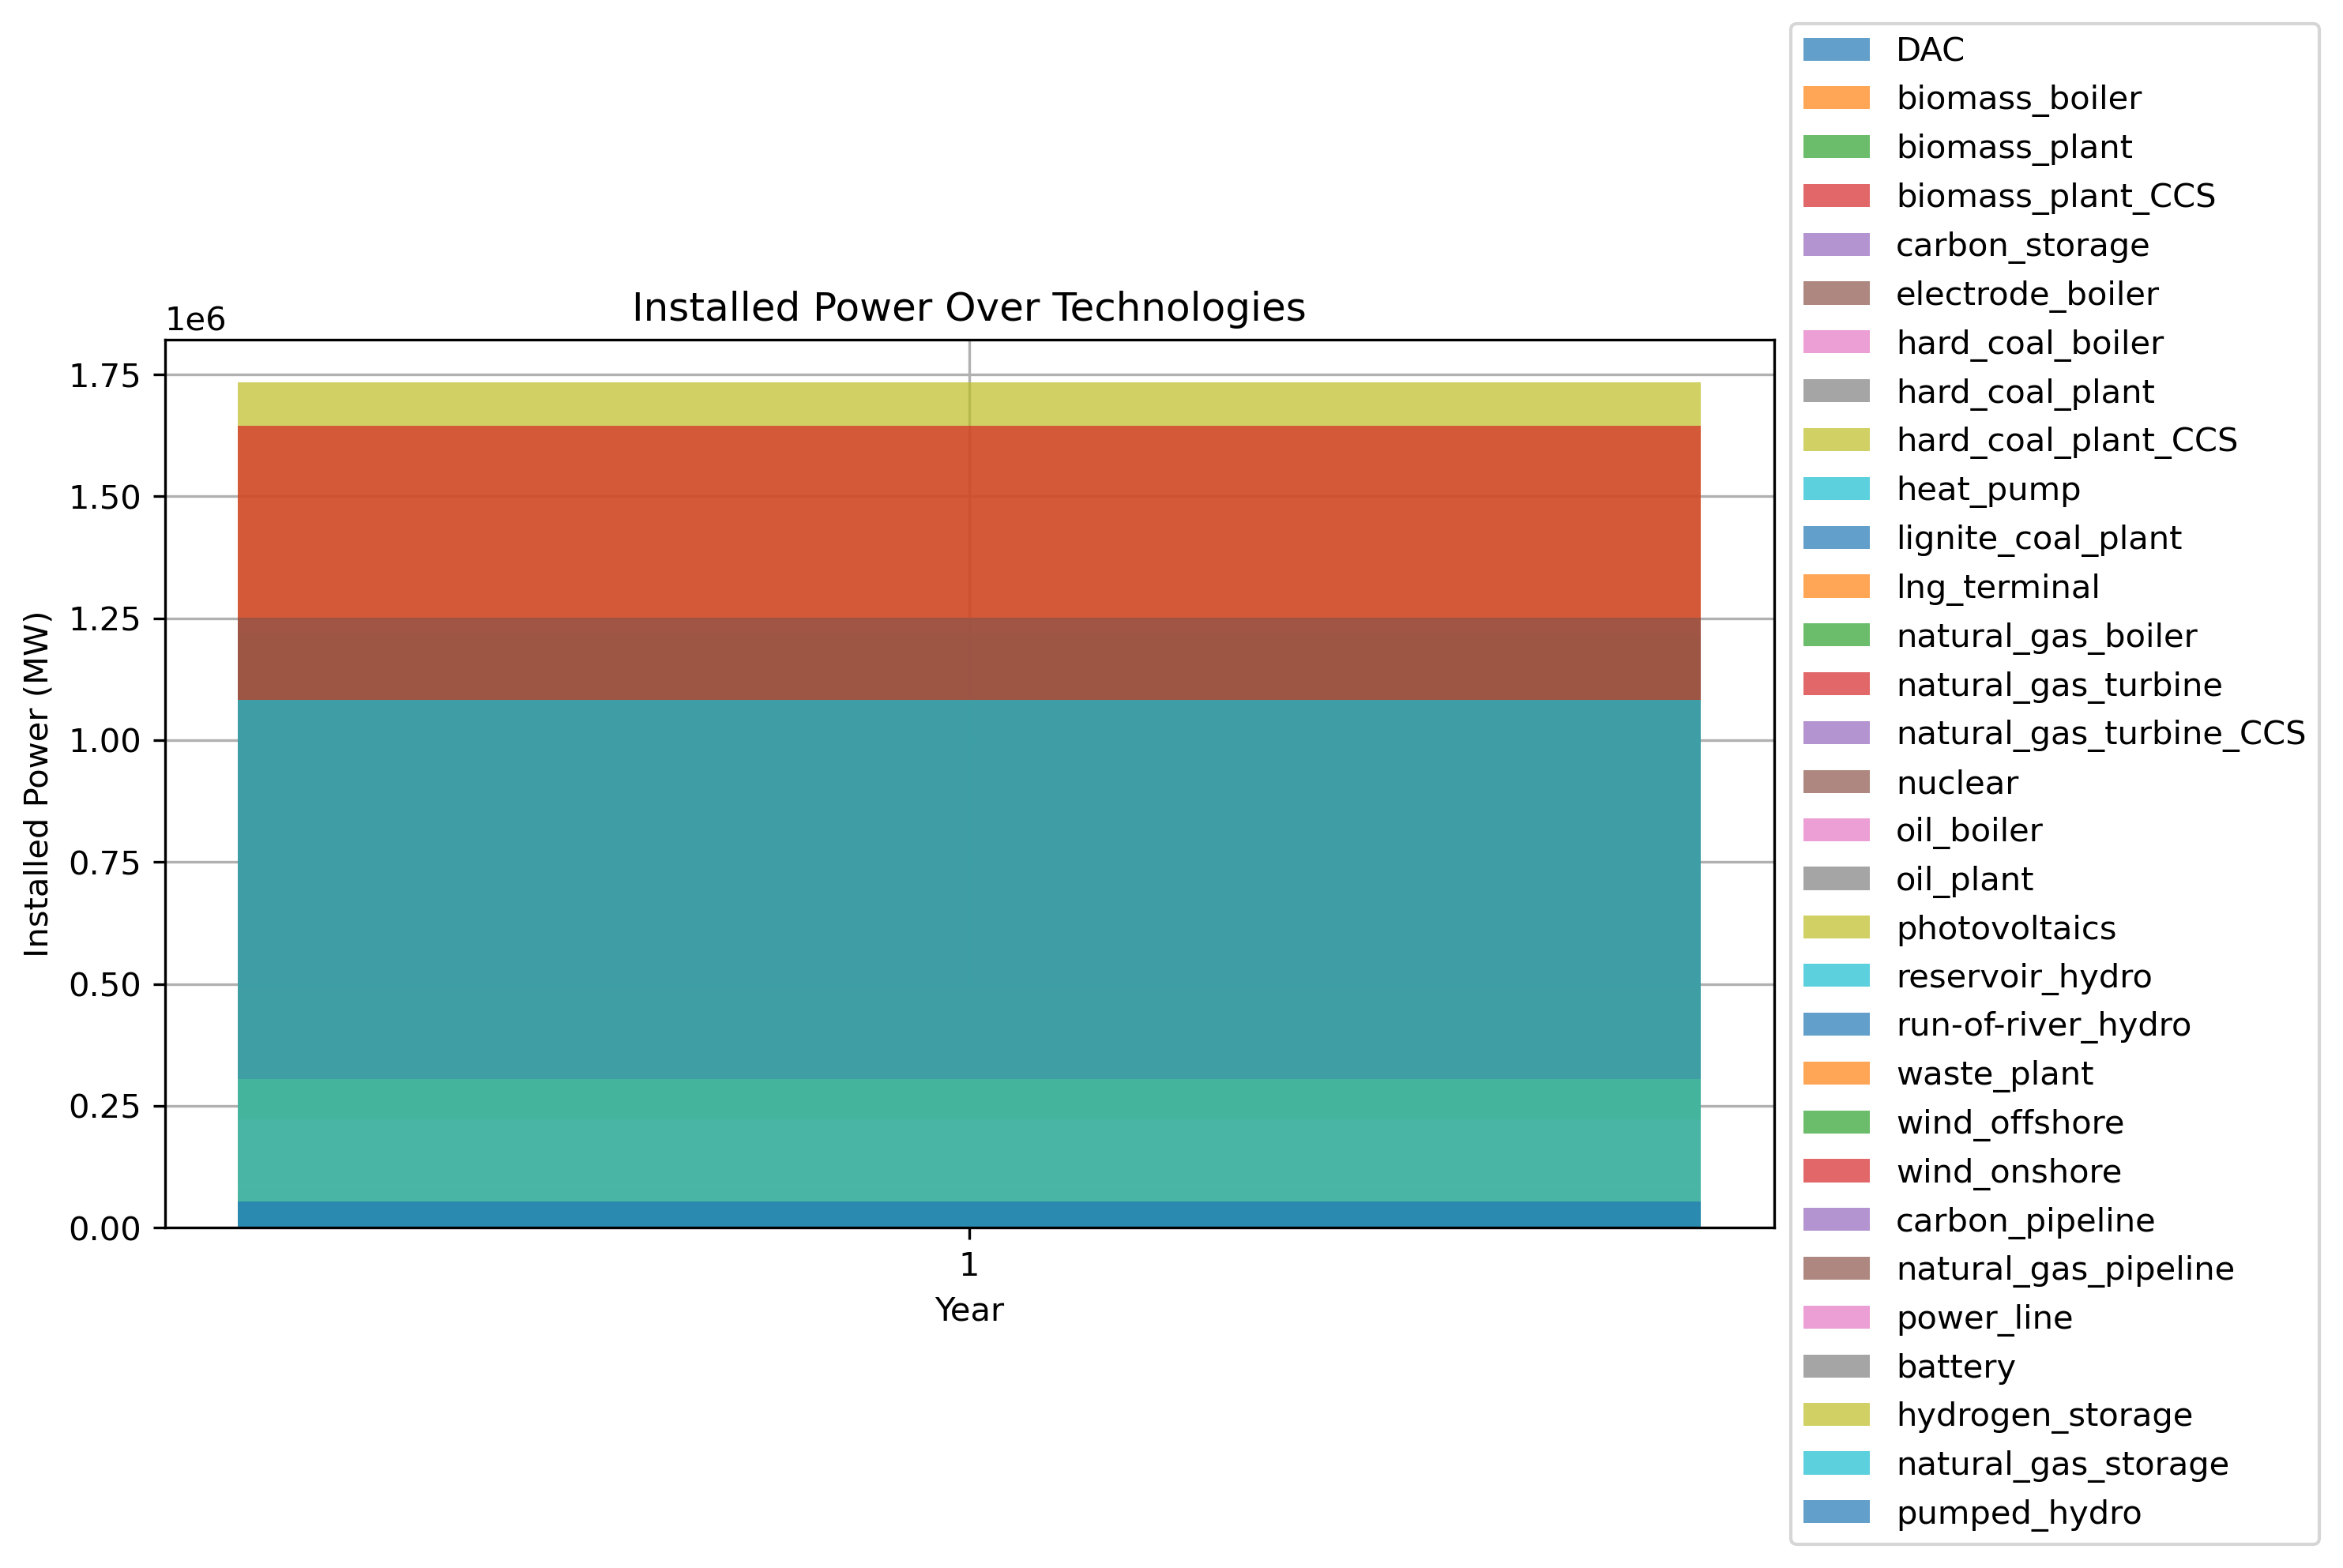 Installed Power Over Technologies
1e6
1.75
1.50
1.25
1.00
0.75
0.50
0.25
0.00
Installed Power (MW)
1
Year
DAC
biomass_boiler
biomass_plant
biomass_plant_CCS
carbon_storage
electrode_boiler
hard_coal_boiler
hard_coal_plant
hard_coal_plant_CCS
heat_pump
lignite_coal_plant
lng_terminal
natural_gas_boiler
natural_gas_turbine
natural_gas_turbine_CCS
nuclear
oil_boiler
oil_plant
photovoltaics
reservoir_hydro
run-of-river_hydro
waste_plant
wind_offshore
wind_onshore
carbon_pipeline
natural_gas_pipeline
power_line
battery
hydrogen_storage
natural_gas_storage
pumped_hydro